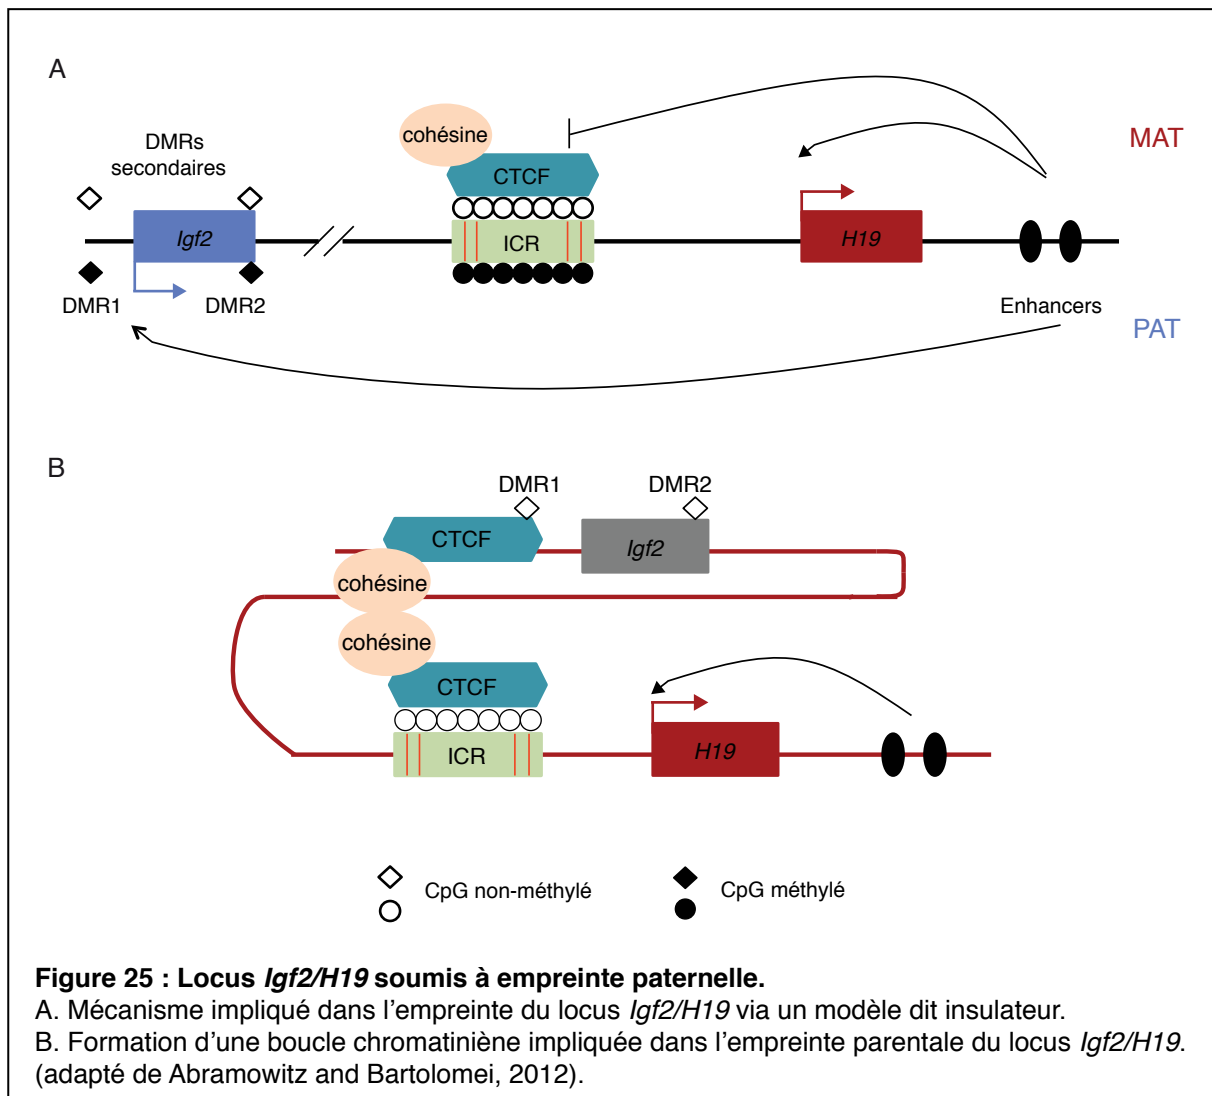 A
cohésine
DMRs
secondaires
CTCF
MAT
Igf2
ICR
H19
DMR1
DMR2
Enhancers
PAT
B
DMR1
DMR2
CTCF
Igf2
cohésine
cohésine
CTCF
ICR
H19
CpG non-méthylé
CpG méthylé
Figure 25 : Locus Igf2/H19 soumis à empreinte paternelle.
A. Mécanisme impliqué dans l'empreinte du locus Igf2/H19 via un modèle dit insulateur.
B. Formation d'une boucle chromatiniène impliquée dans l'empreinte parentale du locus Igf2/H19.
(adapté de Abramowitz and Bartolomei, 2012).